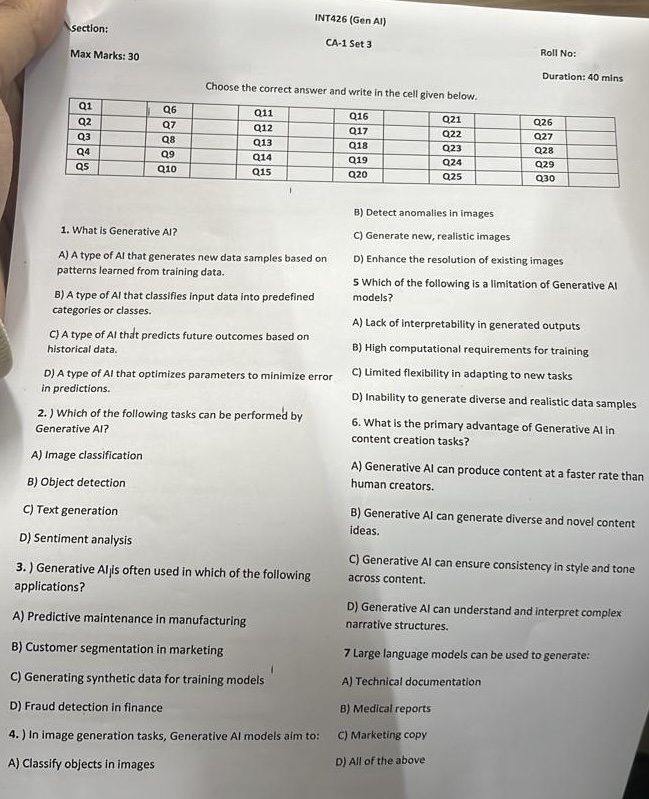 INT426 (Gen AI)
Section:
CA-1 Set 3
Roll No:
Max Marks: 30
Duration: 40 mins
Choose the correct answer and write in the cell given below.
Q1 Q6 Q11 Q16 Q21 Q26
Q2 Q7 Q12 Q17 Q22 Q27
Q3 Q8 Q13 Q18 Q23 Q28
Q4 Q9 Q14 Q19 Q24 Q29
Q5 Q10 Q15 Q20 Q25 Q30
1. What is Generative AI?
A) A type of AI that generates new data samples based on
patterns learned from training data.
B) A type of AI that classifies input data into predefined
categories or classes.
C) A type of AI that predicts future outcomes based on
historical data.
D) A type of AI that optimizes parameters to minimize error
in predictions.
2. ) Which of the following tasks can be performed by
Generative AI?
A) Image classification
B) Object detection
C) Text generation
D) Sentiment analysis
3. ) Generative AI is often used in which of the following
applications?
A) Predictive maintenance in manufacturing
B) Customer segmentation in marketing
C) Generating synthetic data for training models
D) Fraud detection in finance
4. ) In image generation tasks, Generative AI models aim to:
A) Classify objects in images
B) Detect anomalies in images
C) Generate new, realistic images
D) Enhance the resolution of existing images
5 Which of the following is a limitation of Generative AI
models?
A) Lack of interpretability in generated outputs
B) High computational requirements for training
C) Limited flexibility in adapting to new tasks
D) Inability to generate diverse and realistic data samples
6. What is the primary advantage of Generative AI in
content creation tasks?
A) Generative AI can produce content at a faster rate than
human creators.
B) Generative AI can generate diverse and novel content
ideas.
C) Generative AI can ensure consistency in style and tone
across content.
D) Generative AI can understand and interpret complex
narrative structures.
7 Large language models can be used to generate:
A) Technical documentation
B) Medical reports
C) Marketing copy
D) All of the above